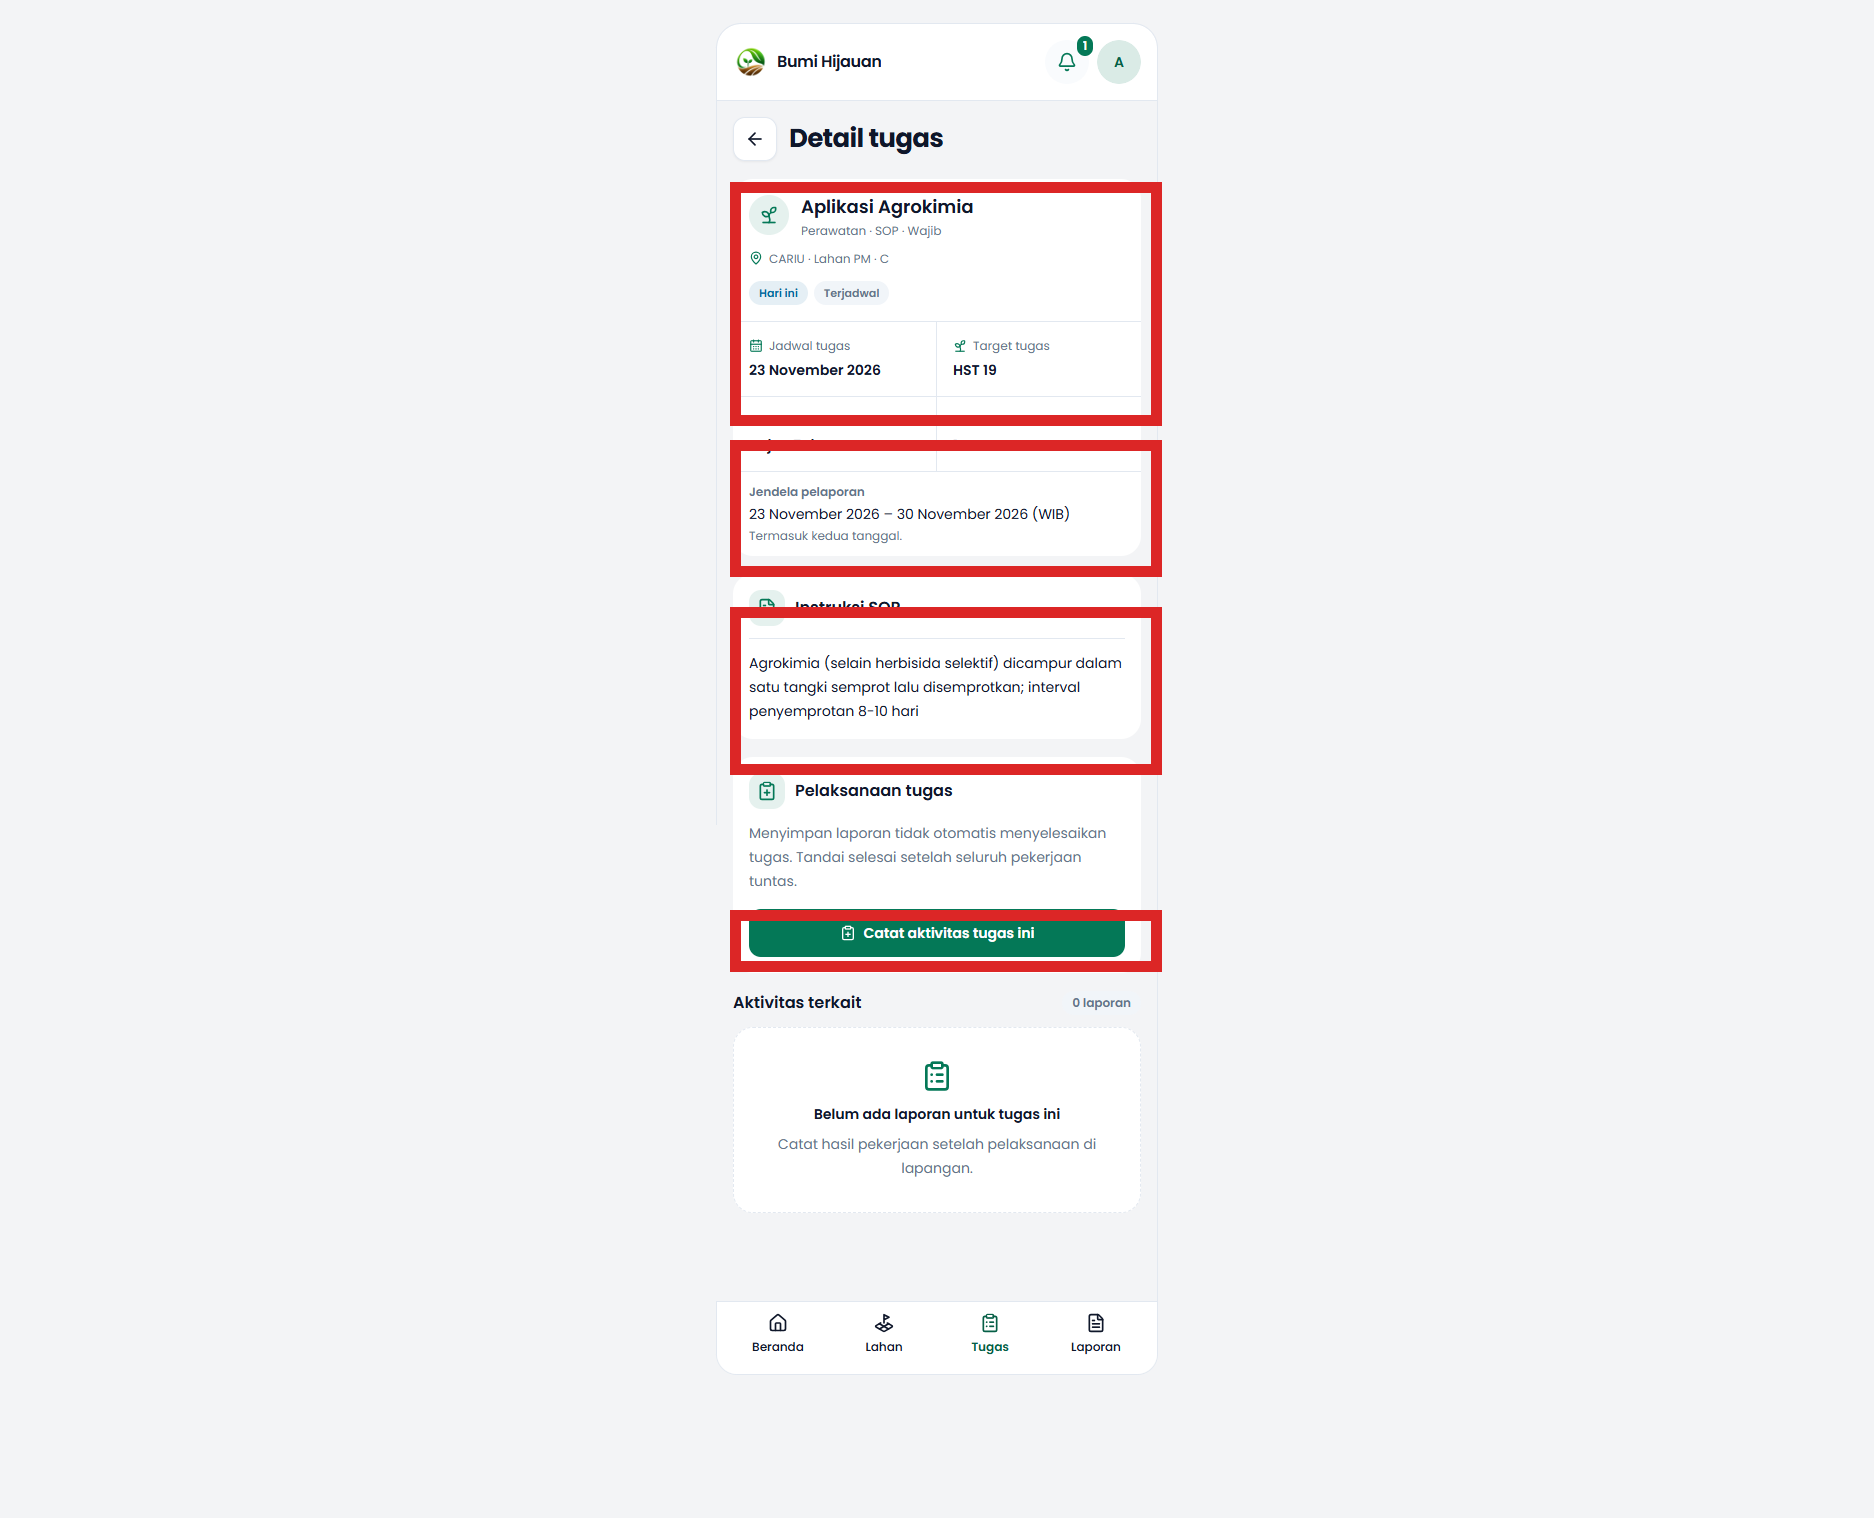 Bumi Hijauan
1
A
Detail tugas
Aplikasi Agrokimia
Perawatan · SOP · Wajib
CARIU · Lahan PM · C
Hari ini
Terjadwal
Jadwal tugas
Target tugas
23 November 2026
HST 19
Jendela pelaporan
23 November 2026 – 30 November 2026 (WIB)
Termasuk kedua tanggal.
Instruksi SOP
Agrokimia (selain herbisida selektif) dicampur dalam
satu tangki semprot lalu disemprotkan; interval
penyemprotan 8-10 hari
Pelaksanaan tugas
Menyimpan laporan tidak otomatis menyelesaikan
tugas. Tandai selesai setelah seluruh pekerjaan
tuntas.
Catat aktivitas tugas ini
Aktivitas terkait
0 laporan
Belum ada laporan untuk tugas ini
Catat hasil pekerjaan setelah pelaksanaan di
lapangan.
Beranda
Lahan
Tugas
Laporan